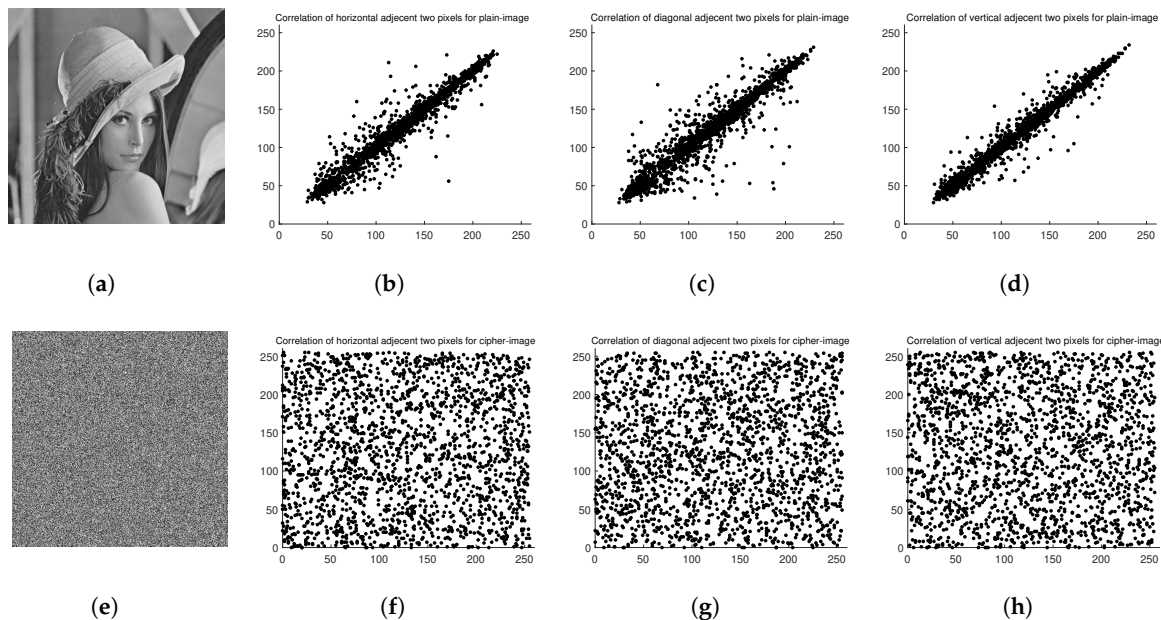 Correlation of horizontal adjecent two pixels for plain-image
250
200
150
100
50
0
0 50 100 150 200 250
Correlation of diagonal adjecent two pixels for plain-image
250
200
150
100
50
0
0 50 100 150 200 250
Correlation of vertical adjecent two pixels for plain-image
250
200
150
100
50
0
0 50 100 150 200 250
(a) (b) (c) (d)
Correlation of horizontal adjecent two pixels for cipher-image
250
200
150
100
50
0
0 50 100 150 200 250
Correlation of diagonal adjecent two pixels for cipher-image
250
200
150
100
50
0
0 50 100 150 200 250
Correlation of vertical adjecent two pixels for cipher-image
250
200
150
100
50
0
0 50 100 150 200 250
(e) (f) (g) (h)